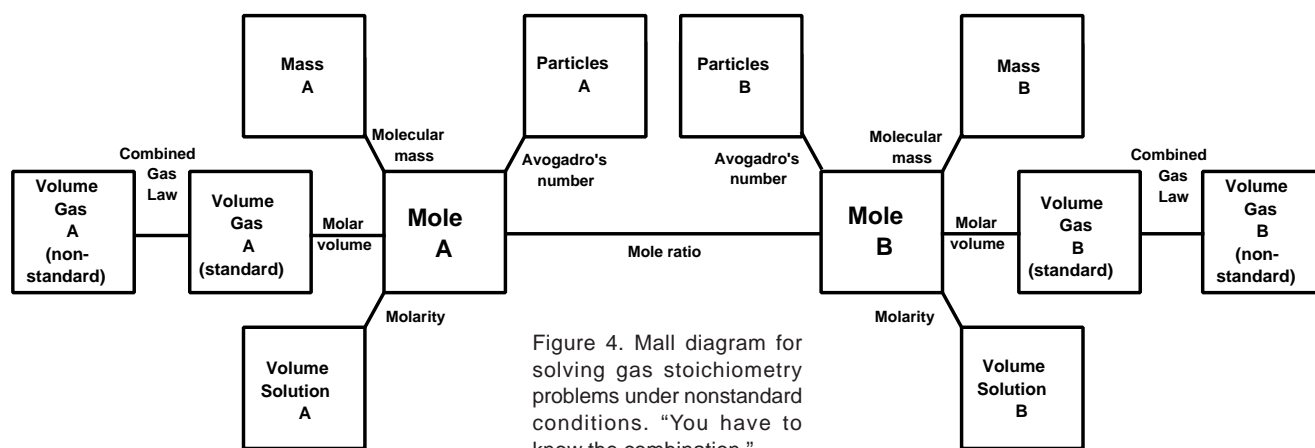 Mass
A
Particles
A
Particles
B
Mass
B
Molecular
mass
Avogadro's
number
Avogadro's
number
Molecular
mass
Combined
Gas
Law
Combined
Gas
Law
Volume
Gas
A
(non-
standard)
Volume
Gas
A
(standard)
Molar
volume
Mole
A
Mole ratio
Mole
B
Molar
volume
Volume
Gas
B
(standard)
Volume
Gas
B
(non-
standard)
Molarity
Molarity
Volume
Solution
A
Volume
Solution
B
Figure 4. Mall diagram for
solving gas stoichiometry
problems under nonstandard
conditions. “You have to
know the combination.”